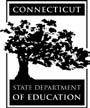 CONNECTICUT
STATE DEPARTMENT
OF EDUCATION